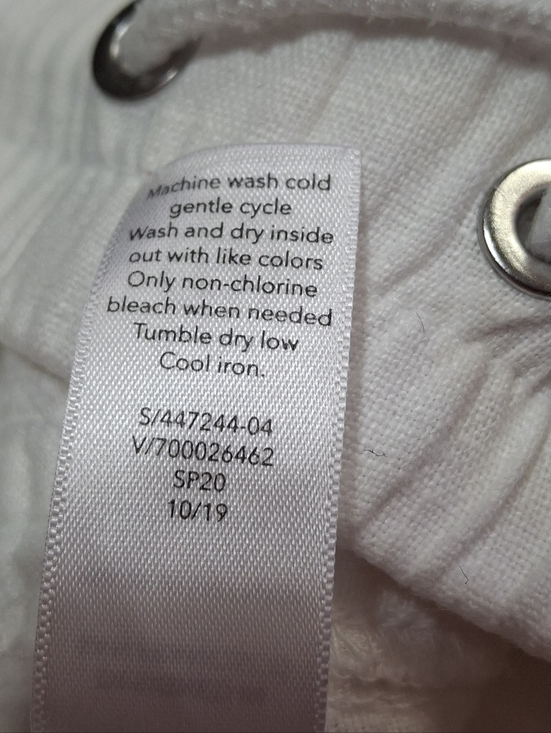 Machine wash cold
gentle cycle
Wash and dry inside
out with like colors
Only non-chlorine
bleach when needed
Tumble dry low
Cool iron.
S/447244-04
V/700026462
SP20
10/19